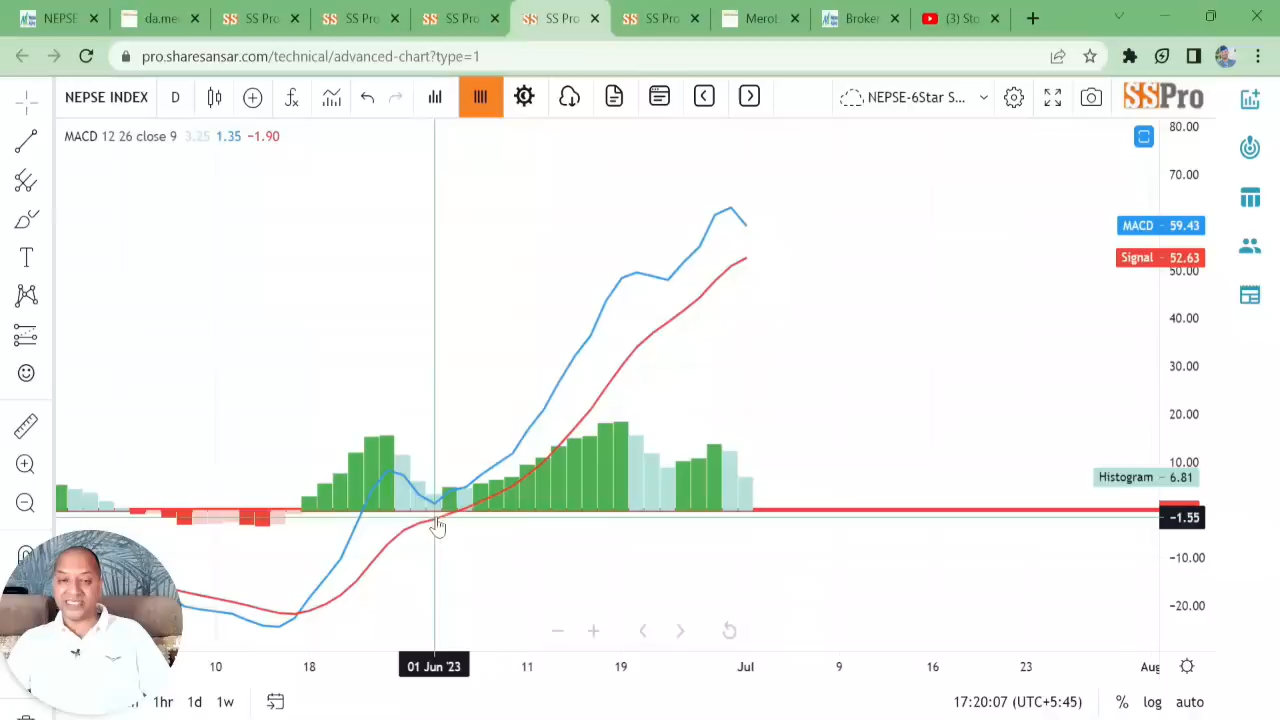 NEPSE
da.me
SS Pro
SS Pro
SS Pro
SS Pro
SS Pro
Merol
Broker
(3) Sto
pro.sharesansar.com/technical/advanced-chart?type=1
NEPSE INDEX
D
NEPSE-6Star S...
SSPro
MACD 12 26 close 9 3.25 1.35 −1.90
80.00
70.00
MACD - 59.43
Signal - 52.63
50.00
40.00
30.00
20.00
10.00
Histogram - 6.81
−1.55
−10.00
−20.00
10
18
01 Jun '23
11
19
Jul
9
16
23
Aug
1hr
1d
1w
17:20:07 (UTC+5:45)
%
log
auto